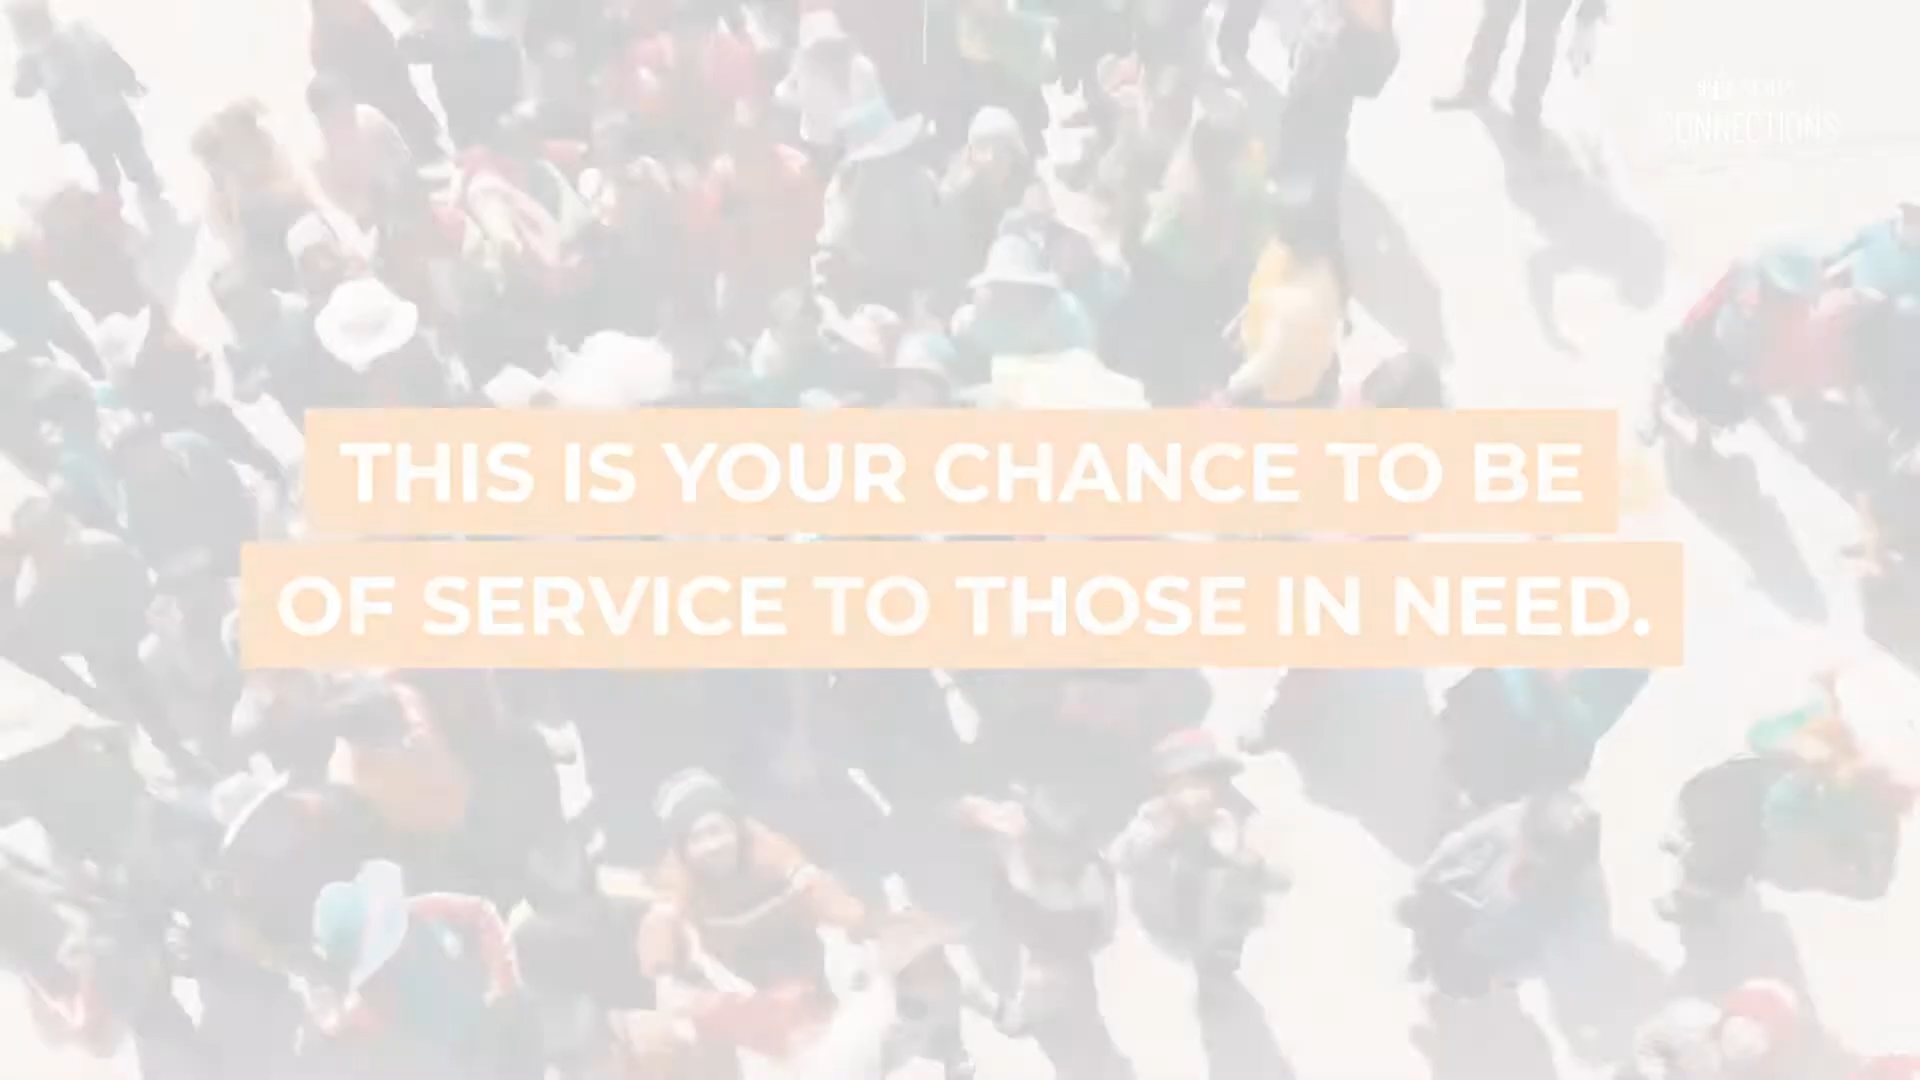 CONNECTIONS
THIS IS YOUR CHANCE TO BE
OF SERVICE TO THOSE IN NEED.